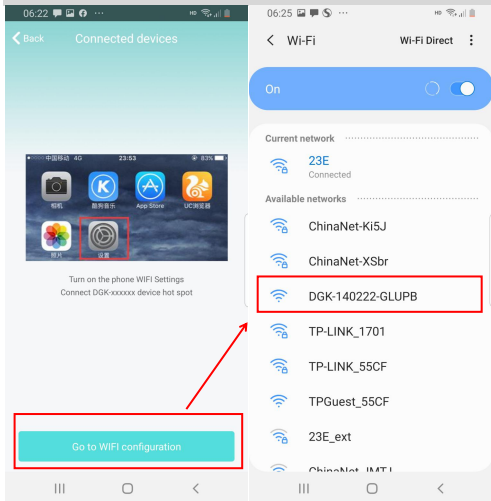 06:22
HD
Back
Connected devices
中国移动 4G
23:53
83%
相机
酷狗音乐
App Store
UC浏览器
照片
设置
Turn on the phone WIFI Settings
Connect DGK-xxxxxx device hot spot
Go to WIFI configuration
06:25
HD
Wi-Fi
Wi-Fi Direct
On
Current network
23E
Connected
Available networks
ChinaNet-Ki5J
ChinaNet-XSbr
DGK-140222-GLUPB
TP-LINK_1701
TP-LINK_55CF
TPGuest_55CF
23E_ext